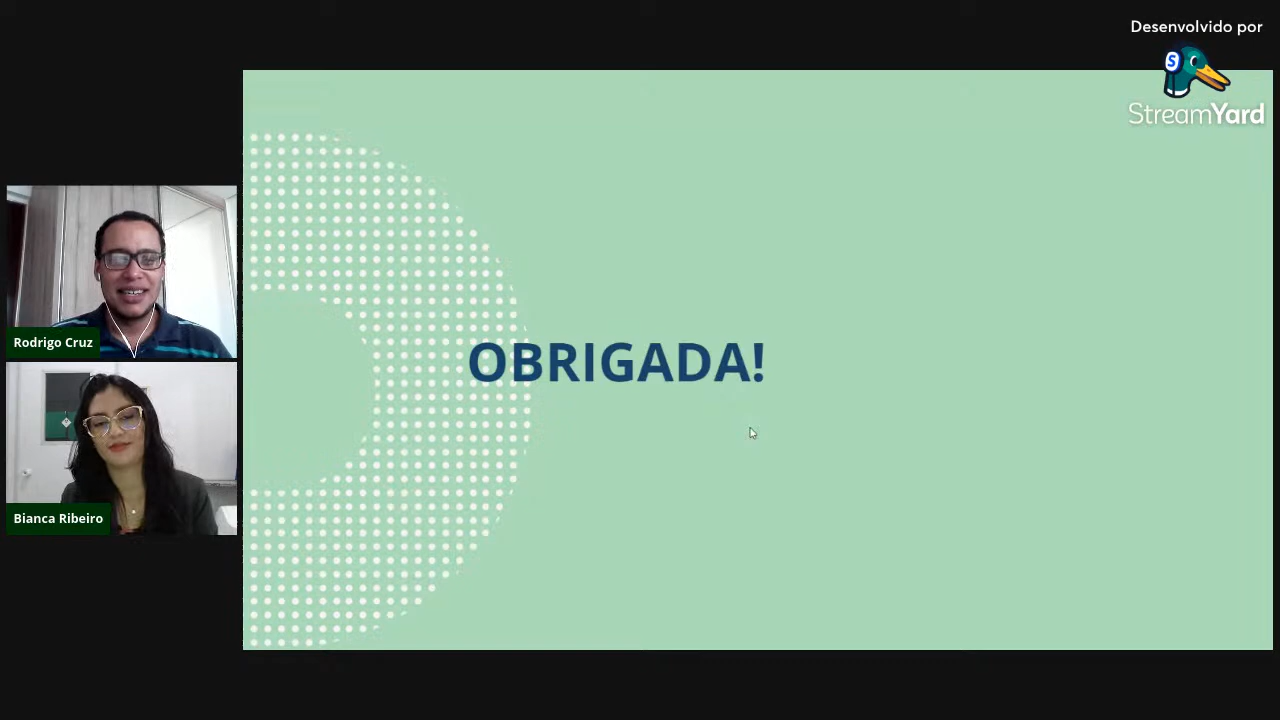 Desenvolvido por
StreamYard
Rodrigo Cruz
OBRIGADA!
Bianca Ribeiro